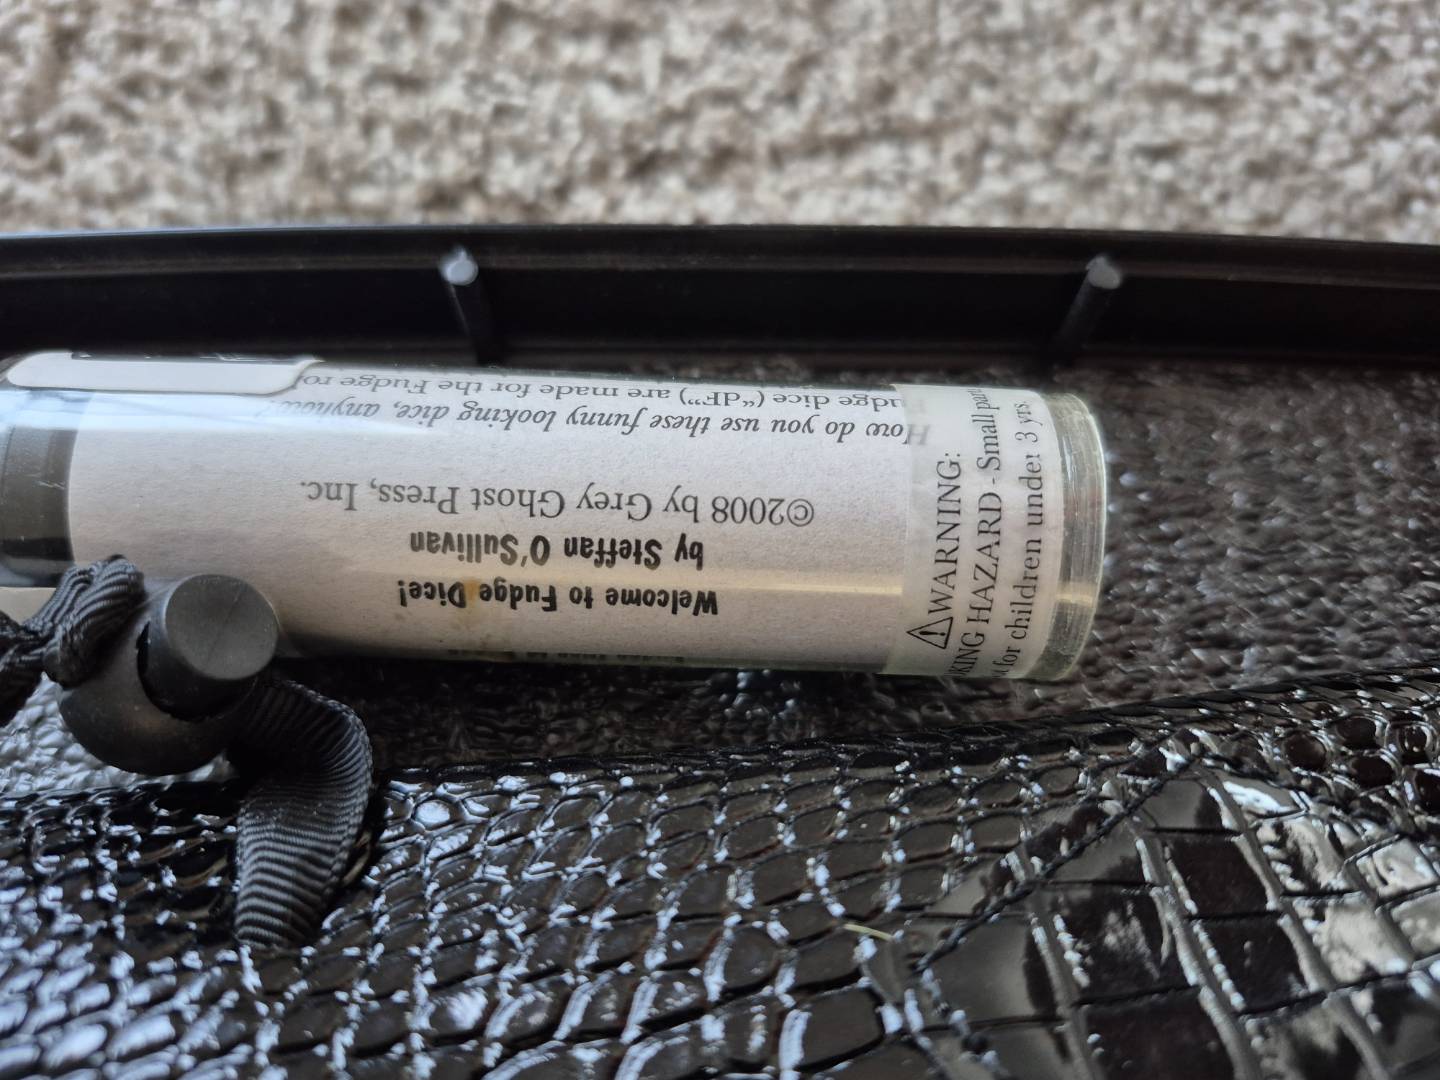 Welcome to Fudge Dice!
by Steffan O'Sullivan
©2008 by Grey Ghost Press, Inc.
How do you use these funny looking dice, anyhow?
dice ("dF") are made for the Fudge
WARNING:
HAZARD - Small
for children under 3 yrs.